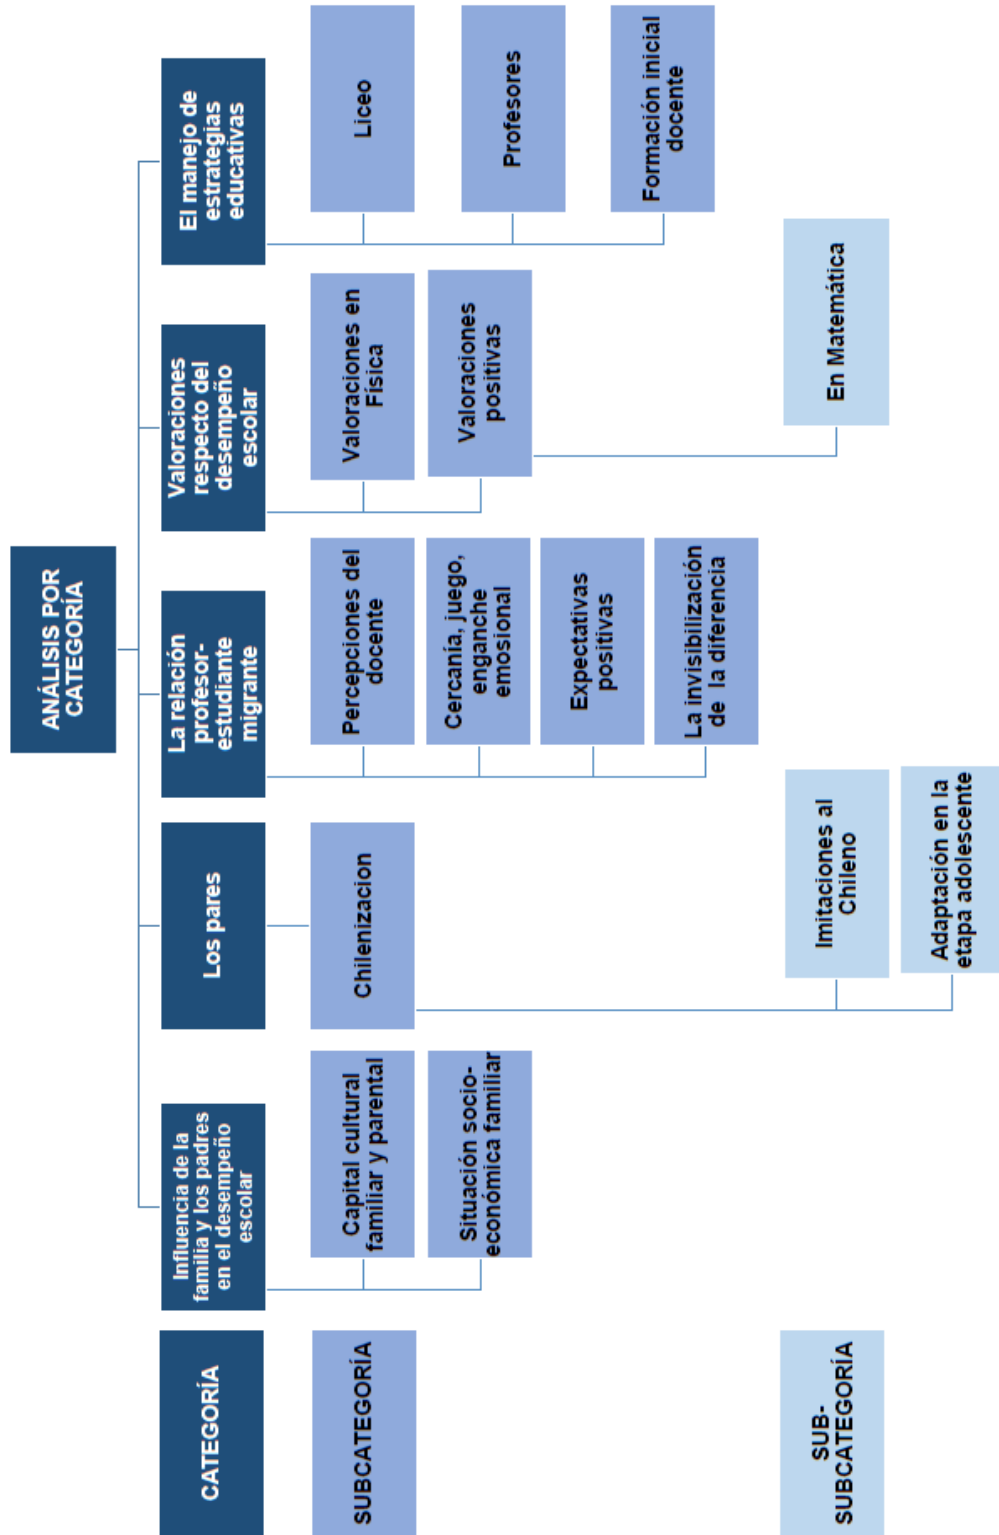 ANÁLISIS POR
CATEGORÍA
CATEGORÍA
Influencia de la
familia y los padres
en el desempeño
escolar
Los pares
La relación
profesor-
estudiante
migrante
Valoraciones
respecto del
desempeño
escolar
El manejo de
estrategias
educativas
SUBCATEGORÍA
Capital cultural
familiar y parental
Situación socio-
económica familiar
Chilenizacion
Percepciones del
docente
Cercanía, juego,
enganche
emosional
Expectativas
positivas
La invisibilización
de la diferencia
Valoraciones en
Física
Valoraciones
positivas
Liceo
Profesores
Formación inicial
docente
SUB-
SUBCATEGORÍA
Imitaciones al
Chileno
Adaptación en la
etapa adolescente
En Matemática